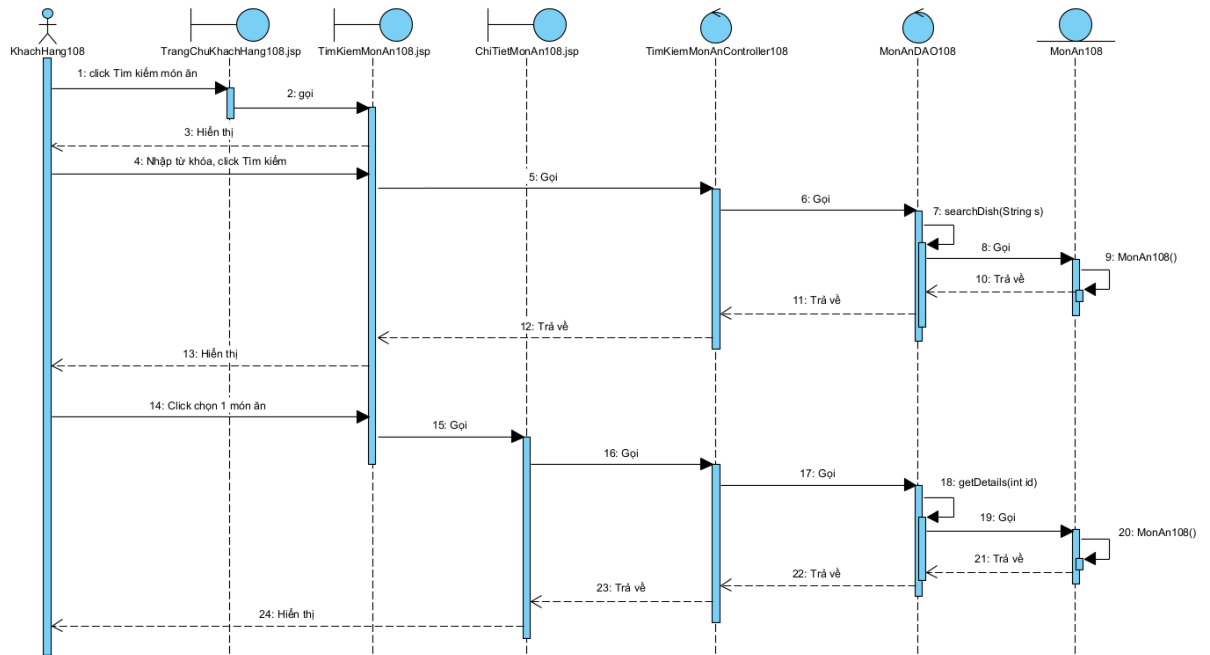 KhachHang108
TrangChuKhachHang108.jsp
TimKiemMonAn108.jsp
ChiTietMonAn108.jsp
TimKiemMonAnController108
MonAnDAO108
MonAn108
1: click Tìm kiếm món ăn
2: gọi
3: Hiển thị
4: Nhập từ khóa, click Tìm kiếm
5: Gọi
6: Gọi
7: searchDish(String s)
8: Gọi
9: MonAn108()
10: Trả về
11: Trả về
12: Trả về
13: Hiển thị
14: Click chọn 1 món ăn
15: Gọi
16: Gọi
17: Gọi
18: getDetails(int id)
19: Gọi
20: MonAn108()
21: Trả về
22: Trả về
23: Trả về
24: Hiển thị